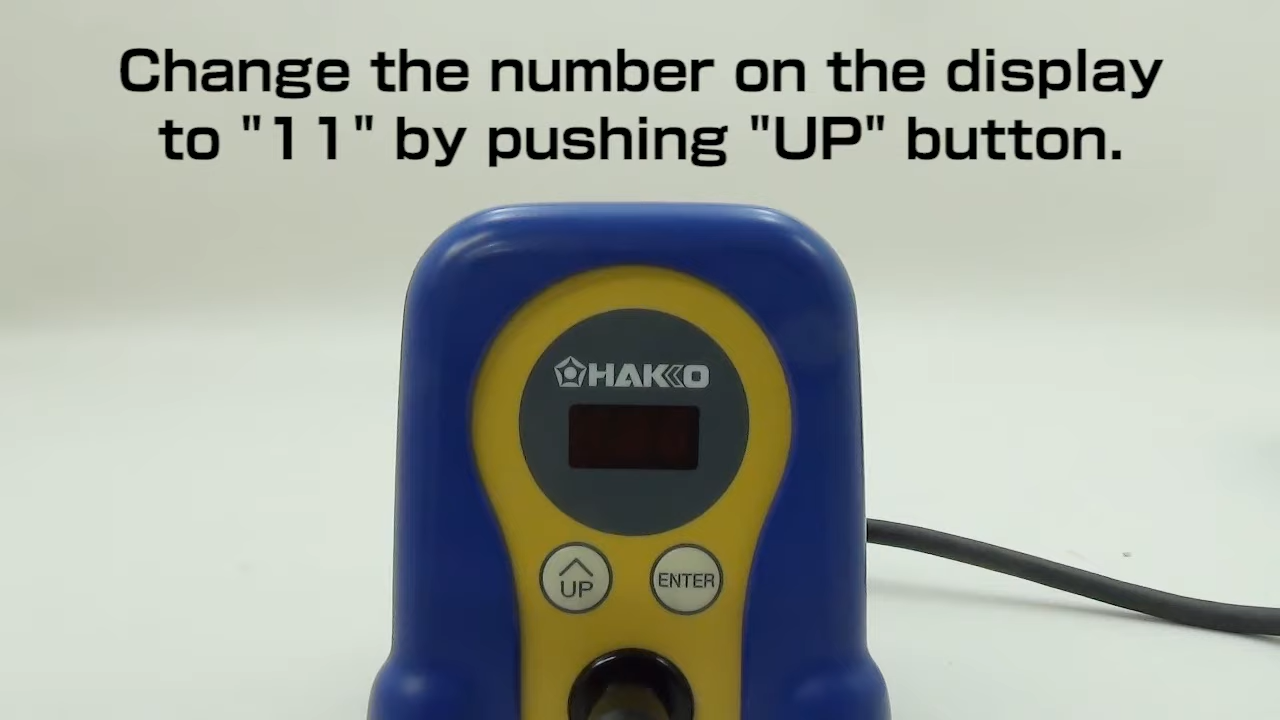 Change the number on the display
to "11" by pushing "UP" button.
HAKKO
UP
ENTER